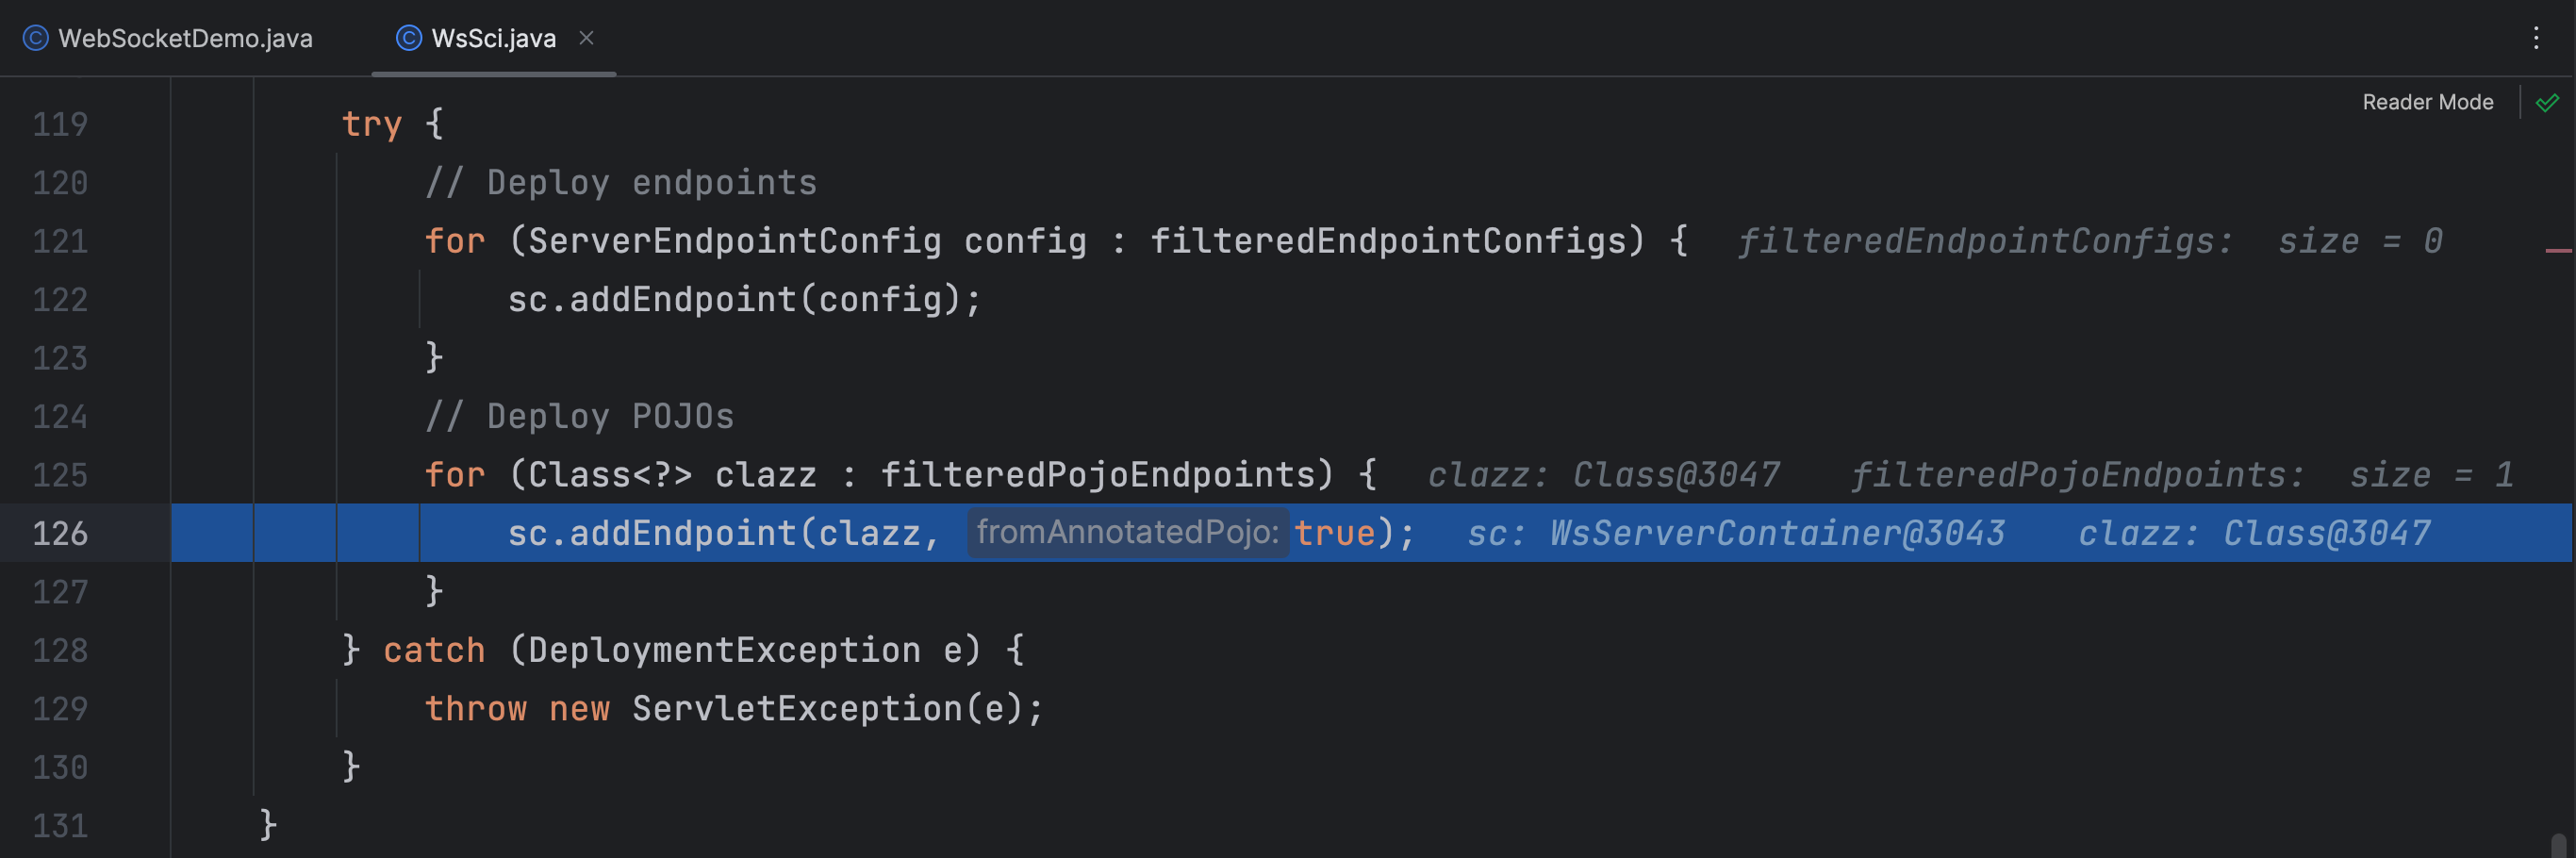 WebSocketDemo.java WsSci.java
Reader Mode
119 try {
120 // Deploy endpoints
121 for (ServerEndpointConfig config : filteredEndpointConfigs) { filteredEndpointConfigs: size = 0
122 sc.addEndpoint(config);
123 }
124 // Deploy POJOs
125 for (Class<?> clazz : filteredPojoEndpoints) { clazz: Class@3047 filteredPojoEndpoints: size = 1
126 sc.addEndpoint(clazz, fromAnnotatedPojo: true); sc: WsServerContainer@3043 clazz: Class@3047
127 }
128 } catch (DeploymentException e) {
129 throw new ServletException(e);
130 }
131 }